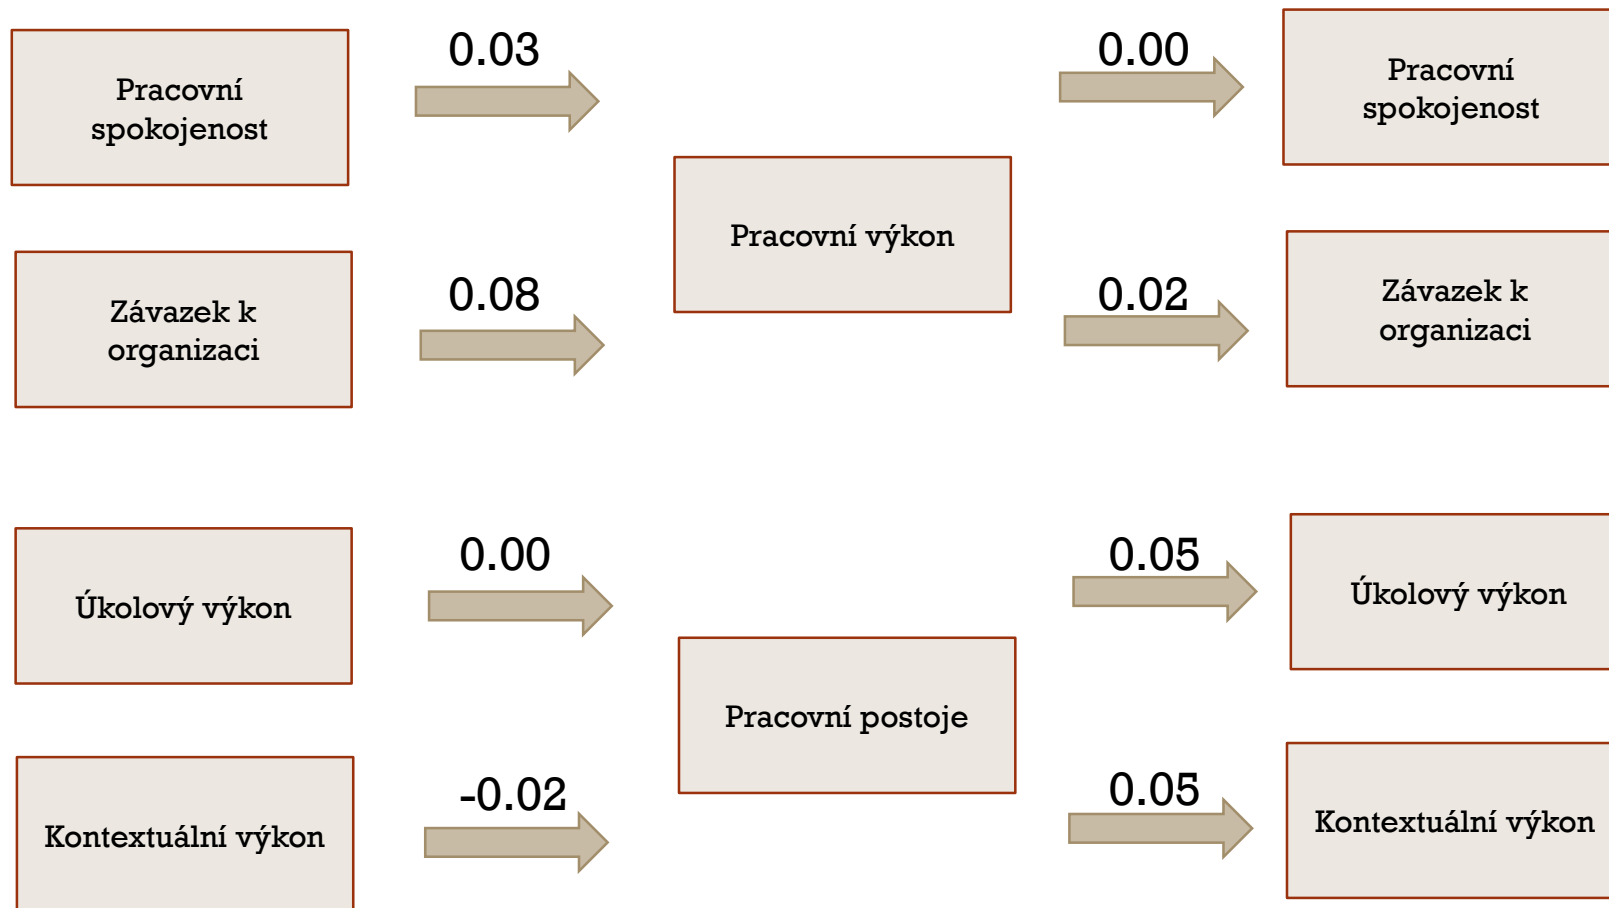 Pracovní
spokojenost
0.03
Pracovní výkon
0.00
Pracovní
spokojenost
Závazek k
organizaci
0.08
0.02
Závazek k
organizaci
Úkolový výkon
0.00
Pracovní postoje
0.05
Úkolový výkon
Kontextuální výkon
-0.02
0.05
Kontextuální výkon